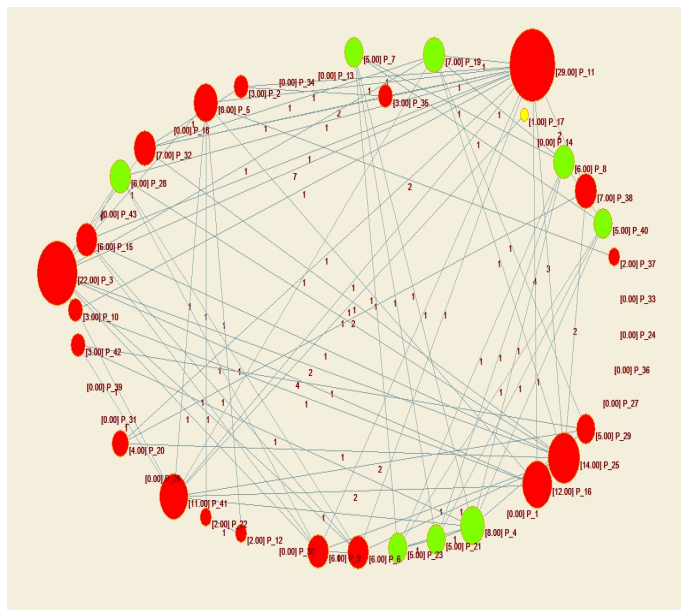 [5.00] P_7
[7.00] P_19
[0.00] P_13
[29.00] P_11
[0.00] P_34
[3.00] P_2
[3.00] P_35
[8.00] P_5
[1.00] P_17
[0.00] P_18
[0.00] P_14
[7.00] P_32
[6.00] P_8
[6.00] P_28
[7.00] P_38
[0.00] P_43
[5.00] P_40
[6.00] P_15
[2.00] P_37
[22.00] P_3
[0.00] P_33
[3.00] P_10
[0.00] P_24
[3.00] P_42
[0.00] P_36
[0.00] P_39
[0.00] P_27
[0.00] P_31
[5.00] P_29
[4.00] P_20
[14.00] P_25
[12.00] P_16
[11.00] P_41
[0.00] P_1
[2.00] P_22
[8.00] P_4
[2.00] P_12
[5.00] P_21
[5.00] P_23
[6.00] P_6